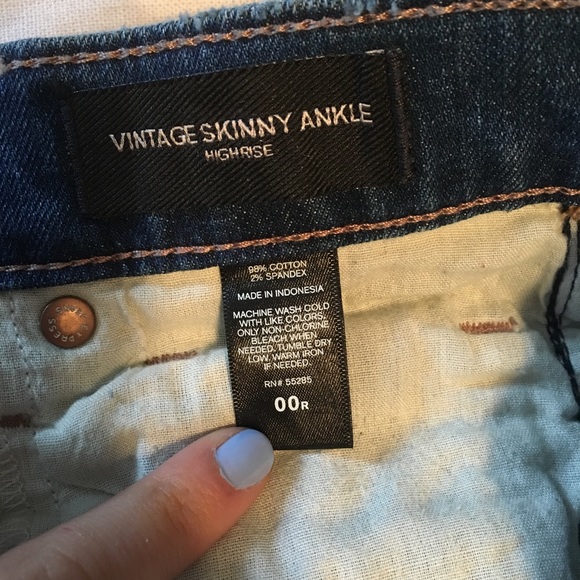 VINTAGE SKINNY ANKLE
HIGH RISE
98% COTTON
2% SPANDEX
MADE IN INDONESIA
MACHINE WASH COLD
WITH LIKE COLORS.
ONLY NON-CHLORINE
BLEACH WHEN
NEEDED. TUMBLE DRY
LOW. WARM IRON
IF NEEDED.
RN# 55285
00R
EXPRESS